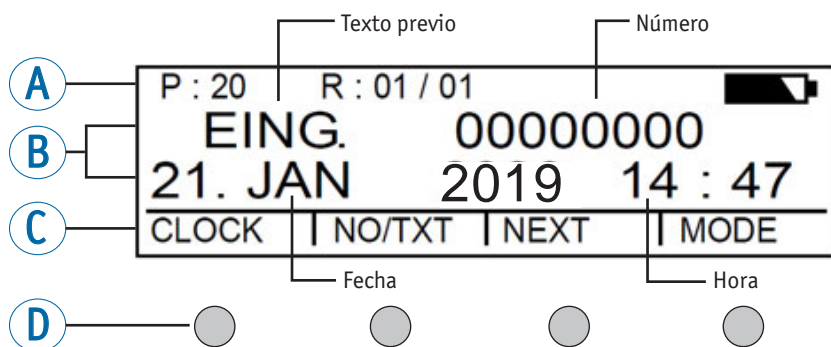 Texto previo Número
A P : 20 R : 01 / 01
B EING. 00000000
21. JAN 2019 14 : 47
C CLOCK NO/TXT NEXT MODE
Fecha Hora
D